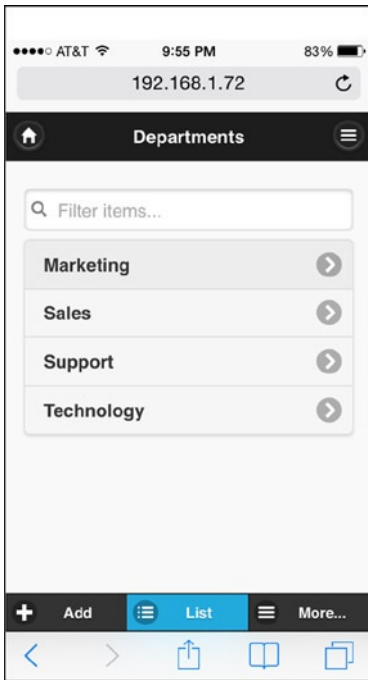 AT&T 9:55 PM 83%
192.168.1.72
Departments
Filter items...
Marketing
Sales
Support
Technology
Add List More...